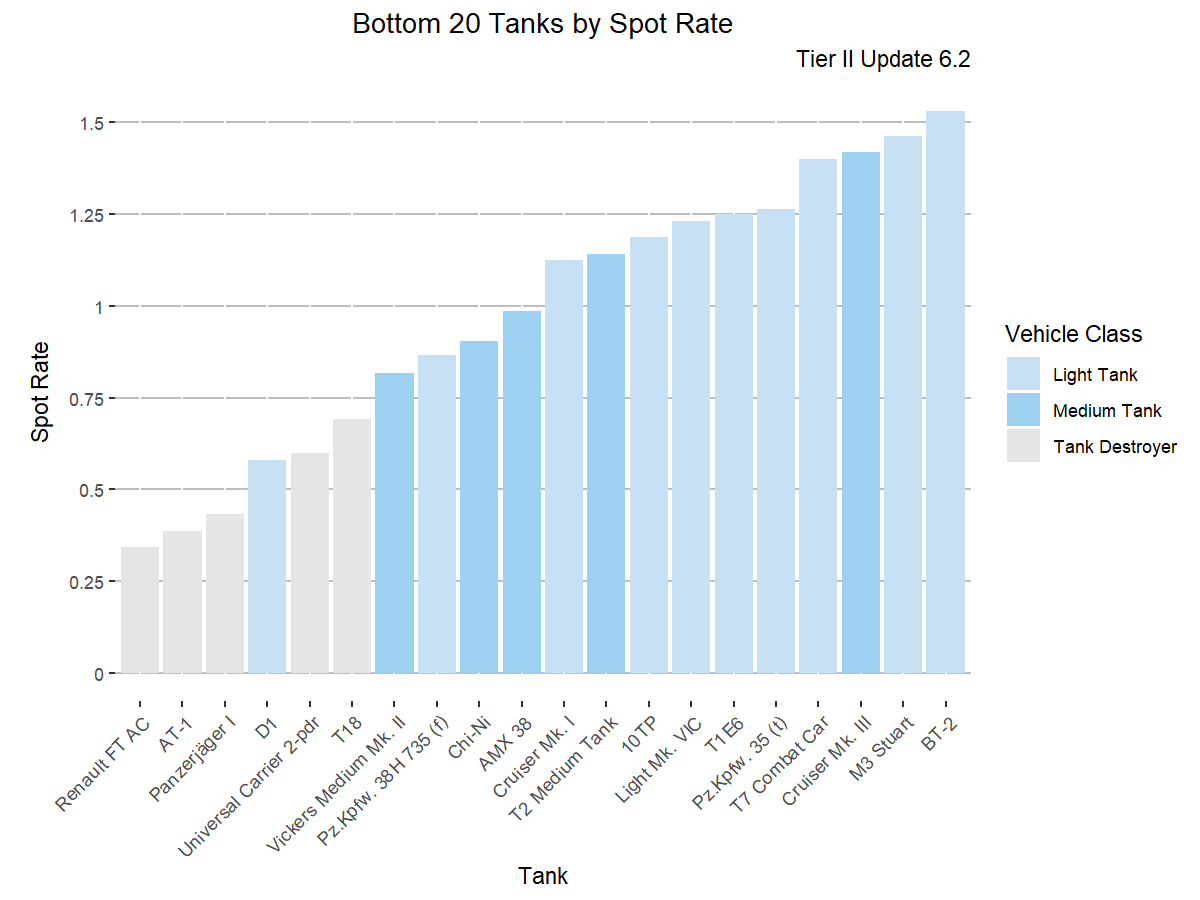 Bottom 20 Tanks by Spot Rate
Tier II Update 6.2
Spot Rate
1.5
1.25
1
0.75
0.5
0.25
0
Renault FT AC
AT-1
Panzerjäger I
D1
Universal Carrier 2-pdr
T18
Vickers Medium Mk. II
Pz.Kpfw. 38 H 735 (f)
Chi-Ni
AMX 38
Cruiser Mk. I
T2 Medium Tank
10TP
Light Mk. VIC
T1E6
Pz.Kpfw. 35 (t)
T7 Combat Car
Cruiser Mk. III
M3 Stuart
BT-2
Tank
Vehicle Class
Light Tank
Medium Tank
Tank Destroyer